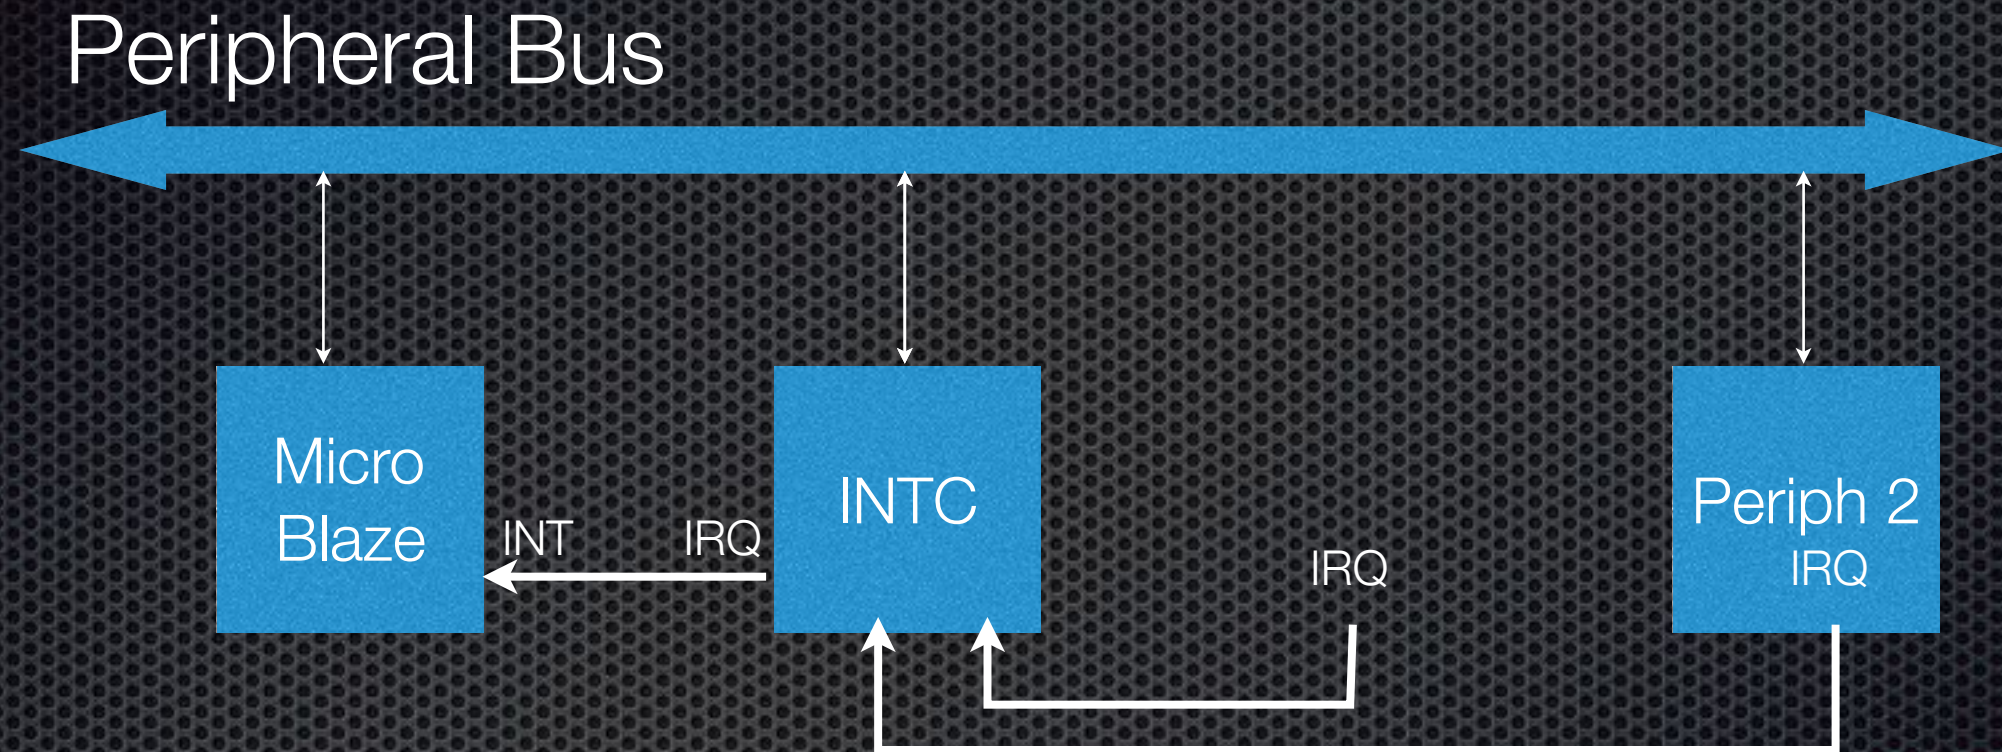 Peripheral Bus
Micro
Blaze
INT
IRQ
INTC
IRQ
Periph 2
IRQ